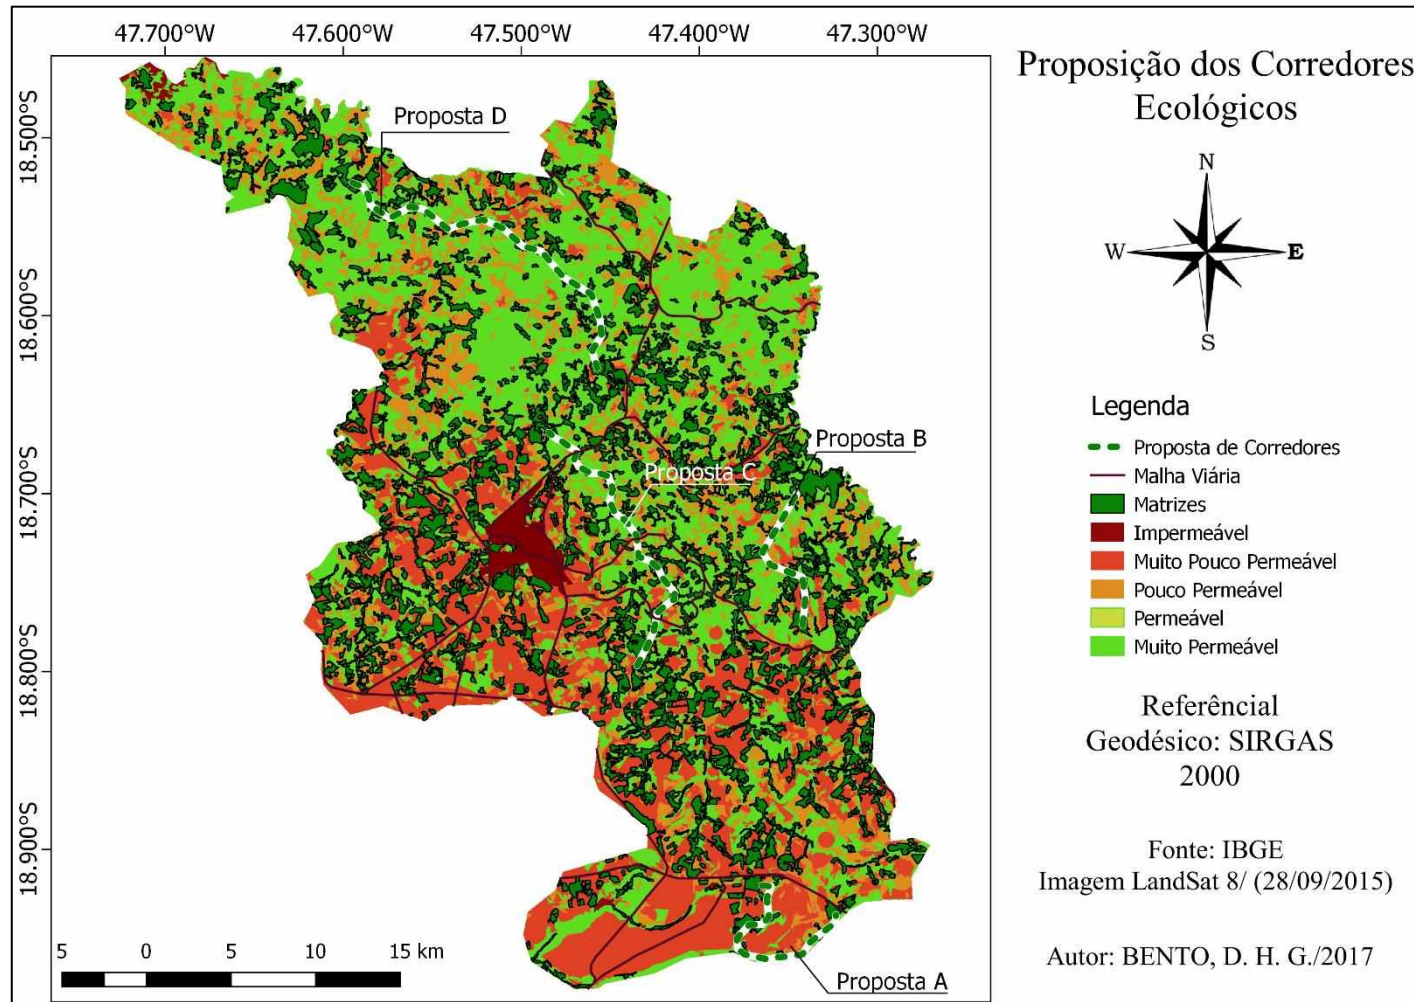 47.700°W 47.600°W 47.500°W 47.400°W 47.300°W
Proposição dos Corredores
Ecológicos
18.500°S
18.600°S
18.700°S
18.800°S
18.900°S
Proposta D
Proposta B
Proposta C
Proposta A
N
W
E
S
Legenda
Proposta de Corredores
Malha Viária
Matrizes
Impermeável
Muito Pouco Permeável
Pouco Permeável
Permeável
Muito Permeável
Referêncial
Geodésico: SIRGAS
2000
Fonte: IBGE
Imagem LandSat 8/ (28/09/2015)
Autor: BENTO, D. H. G./2017
5 0 5 10 15 km